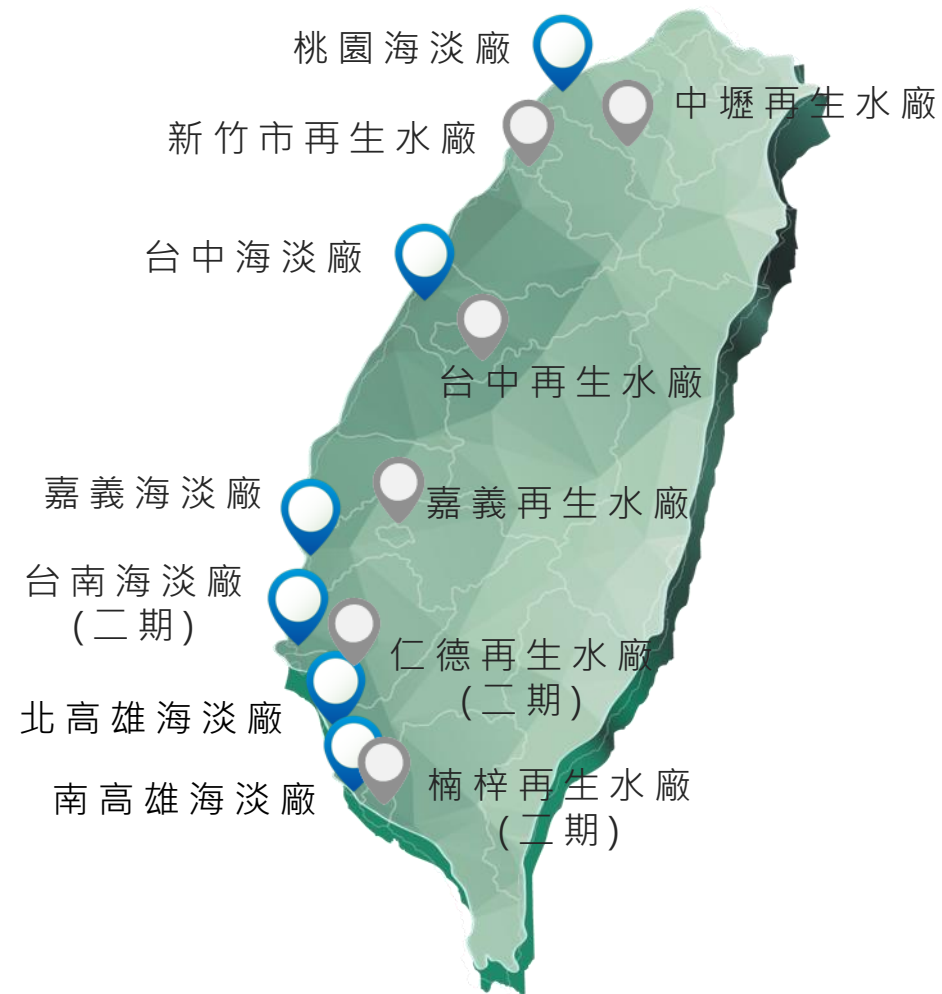 桃園海淡廠
中壢再生水廠
新竹市再生水廠
台中海淡廠
台中再生水廠
嘉義海淡廠
嘉義再生水廠
台南海淡廠
(二期)
仁德再生水廠
(二期)
北高雄海淡廠
南高雄海淡廠
楠梓再生水廠
(二期)